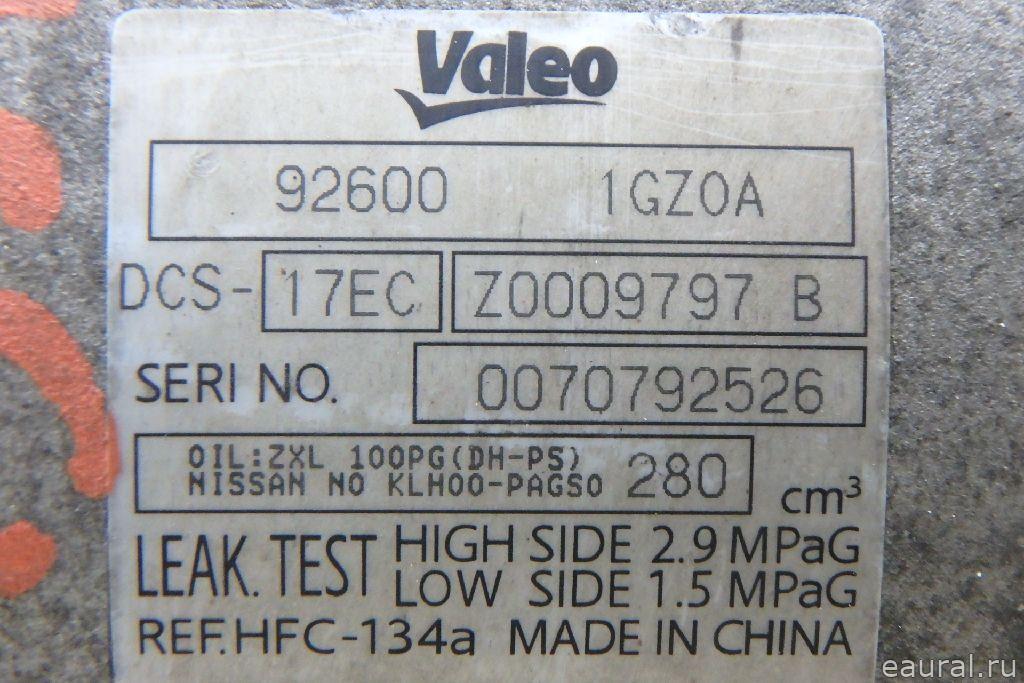 Valeo
92600 1GZ0A
DCS- 17EC Z0009797 B
SERI NO. 0070792526
OIL:ZXL 100PG(DH-PS)
NISSAN NO KLH00-PAGS0 280 cm³
LEAK. TEST HIGH SIDE 2.9 MPaG
LOW SIDE 1.5 MPaG
REF.HFC-134a MADE IN CHINA
eaural.ru